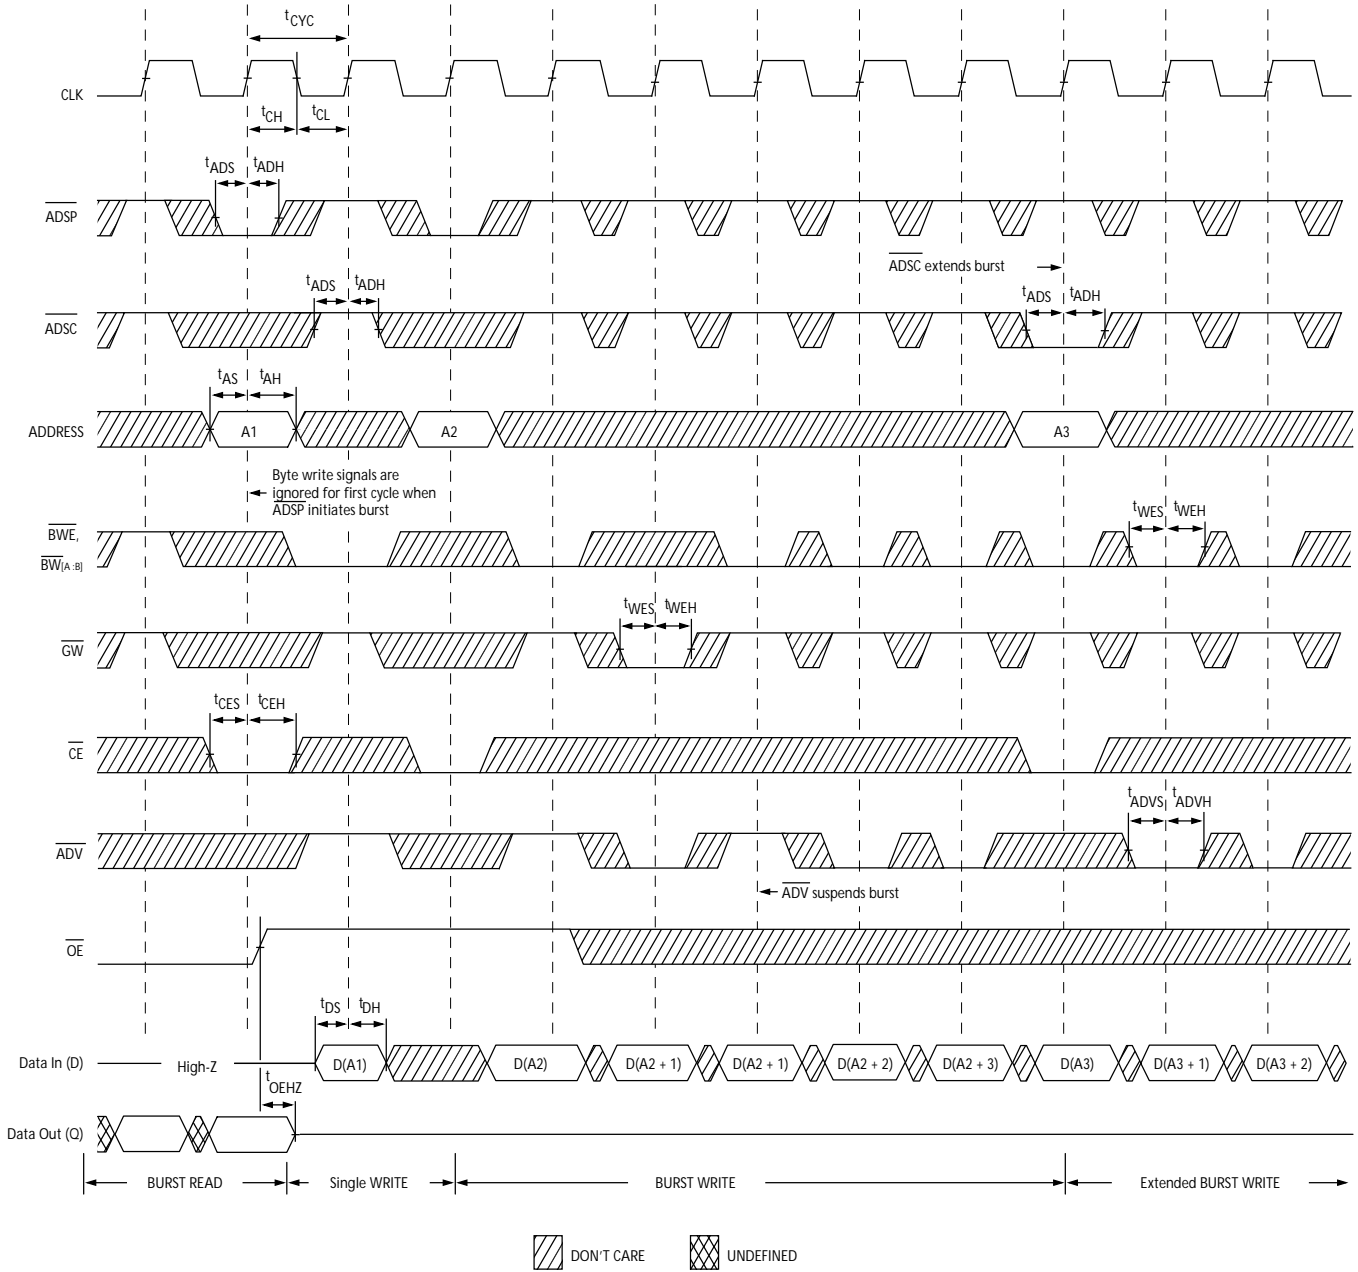 tCYC
CLK
tCH tCL
tADS tADH
ADSP
ADSC extends burst
tADS tADH
tADS tADH
ADSC
tAS tAH
ADDRESS
A1 A2 A3
Byte write signals are
ignored for first cycle when
ADSP initiates burst
BWE,
BW[A :B]
tWES tWEH
tWES tWEH
GW
tCES tCEH
CE
tADVS tADVH
ADV
ADV suspends burst
OE
tDS tDH
Data In (D)
High-Z
D(A1) D(A2) D(A2 + 1) D(A2 + 1) D(A2 + 2) D(A2 + 3) D(A3) D(A3 + 1) D(A3 + 2)
tOEHZ
Data Out (Q)
BURST READ Single WRITE BURST WRITE Extended BURST WRITE
DON'T CARE UNDEFINED